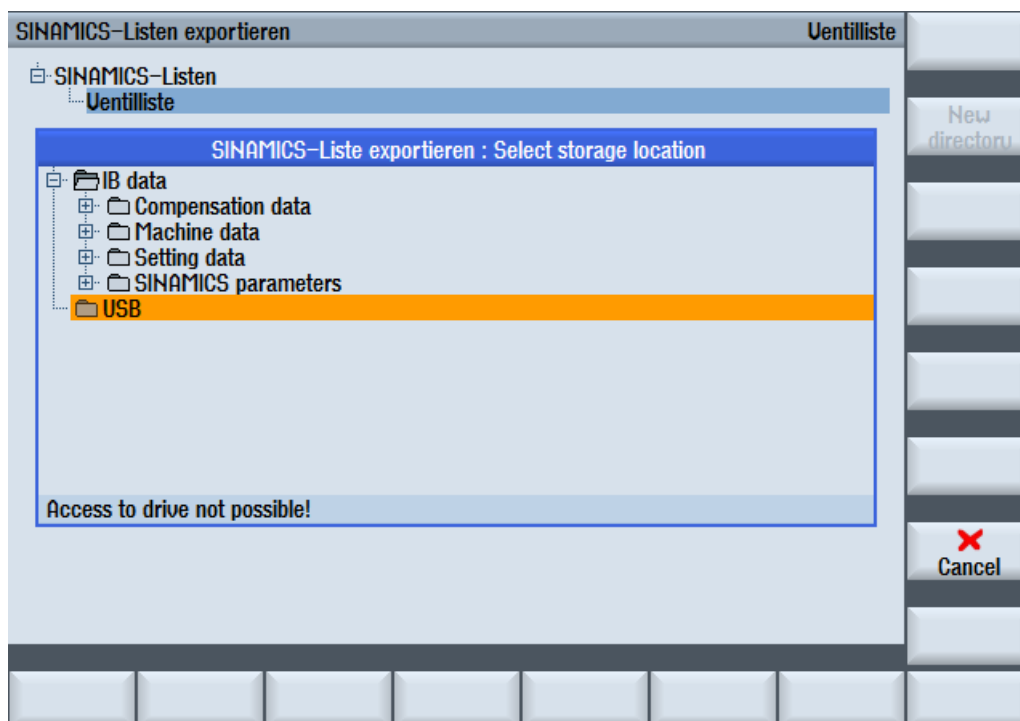 SINAMICS-Listen exportieren
Ventilliste
SINAMICS-Listen
Ventilliste
New
directory
SINAMICS-Liste exportieren : Select storage location
IB data
Compensation data
Machine data
Setting data
SINAMICS parameters
USB
Access to drive not possible!
Cancel